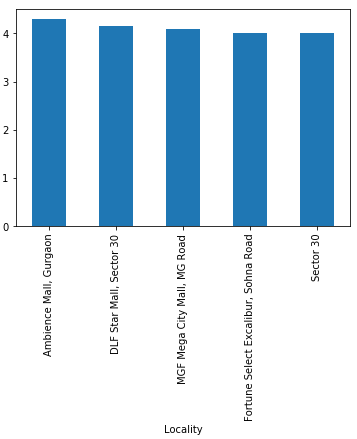 4
3
2
1
0
Ambience Mall, Gurgaon
DLF Star Mall, Sector 30
MGF Mega City Mall, MG Road
Fortune Select Excalibur, Sohna Road
Sector 30
Locality